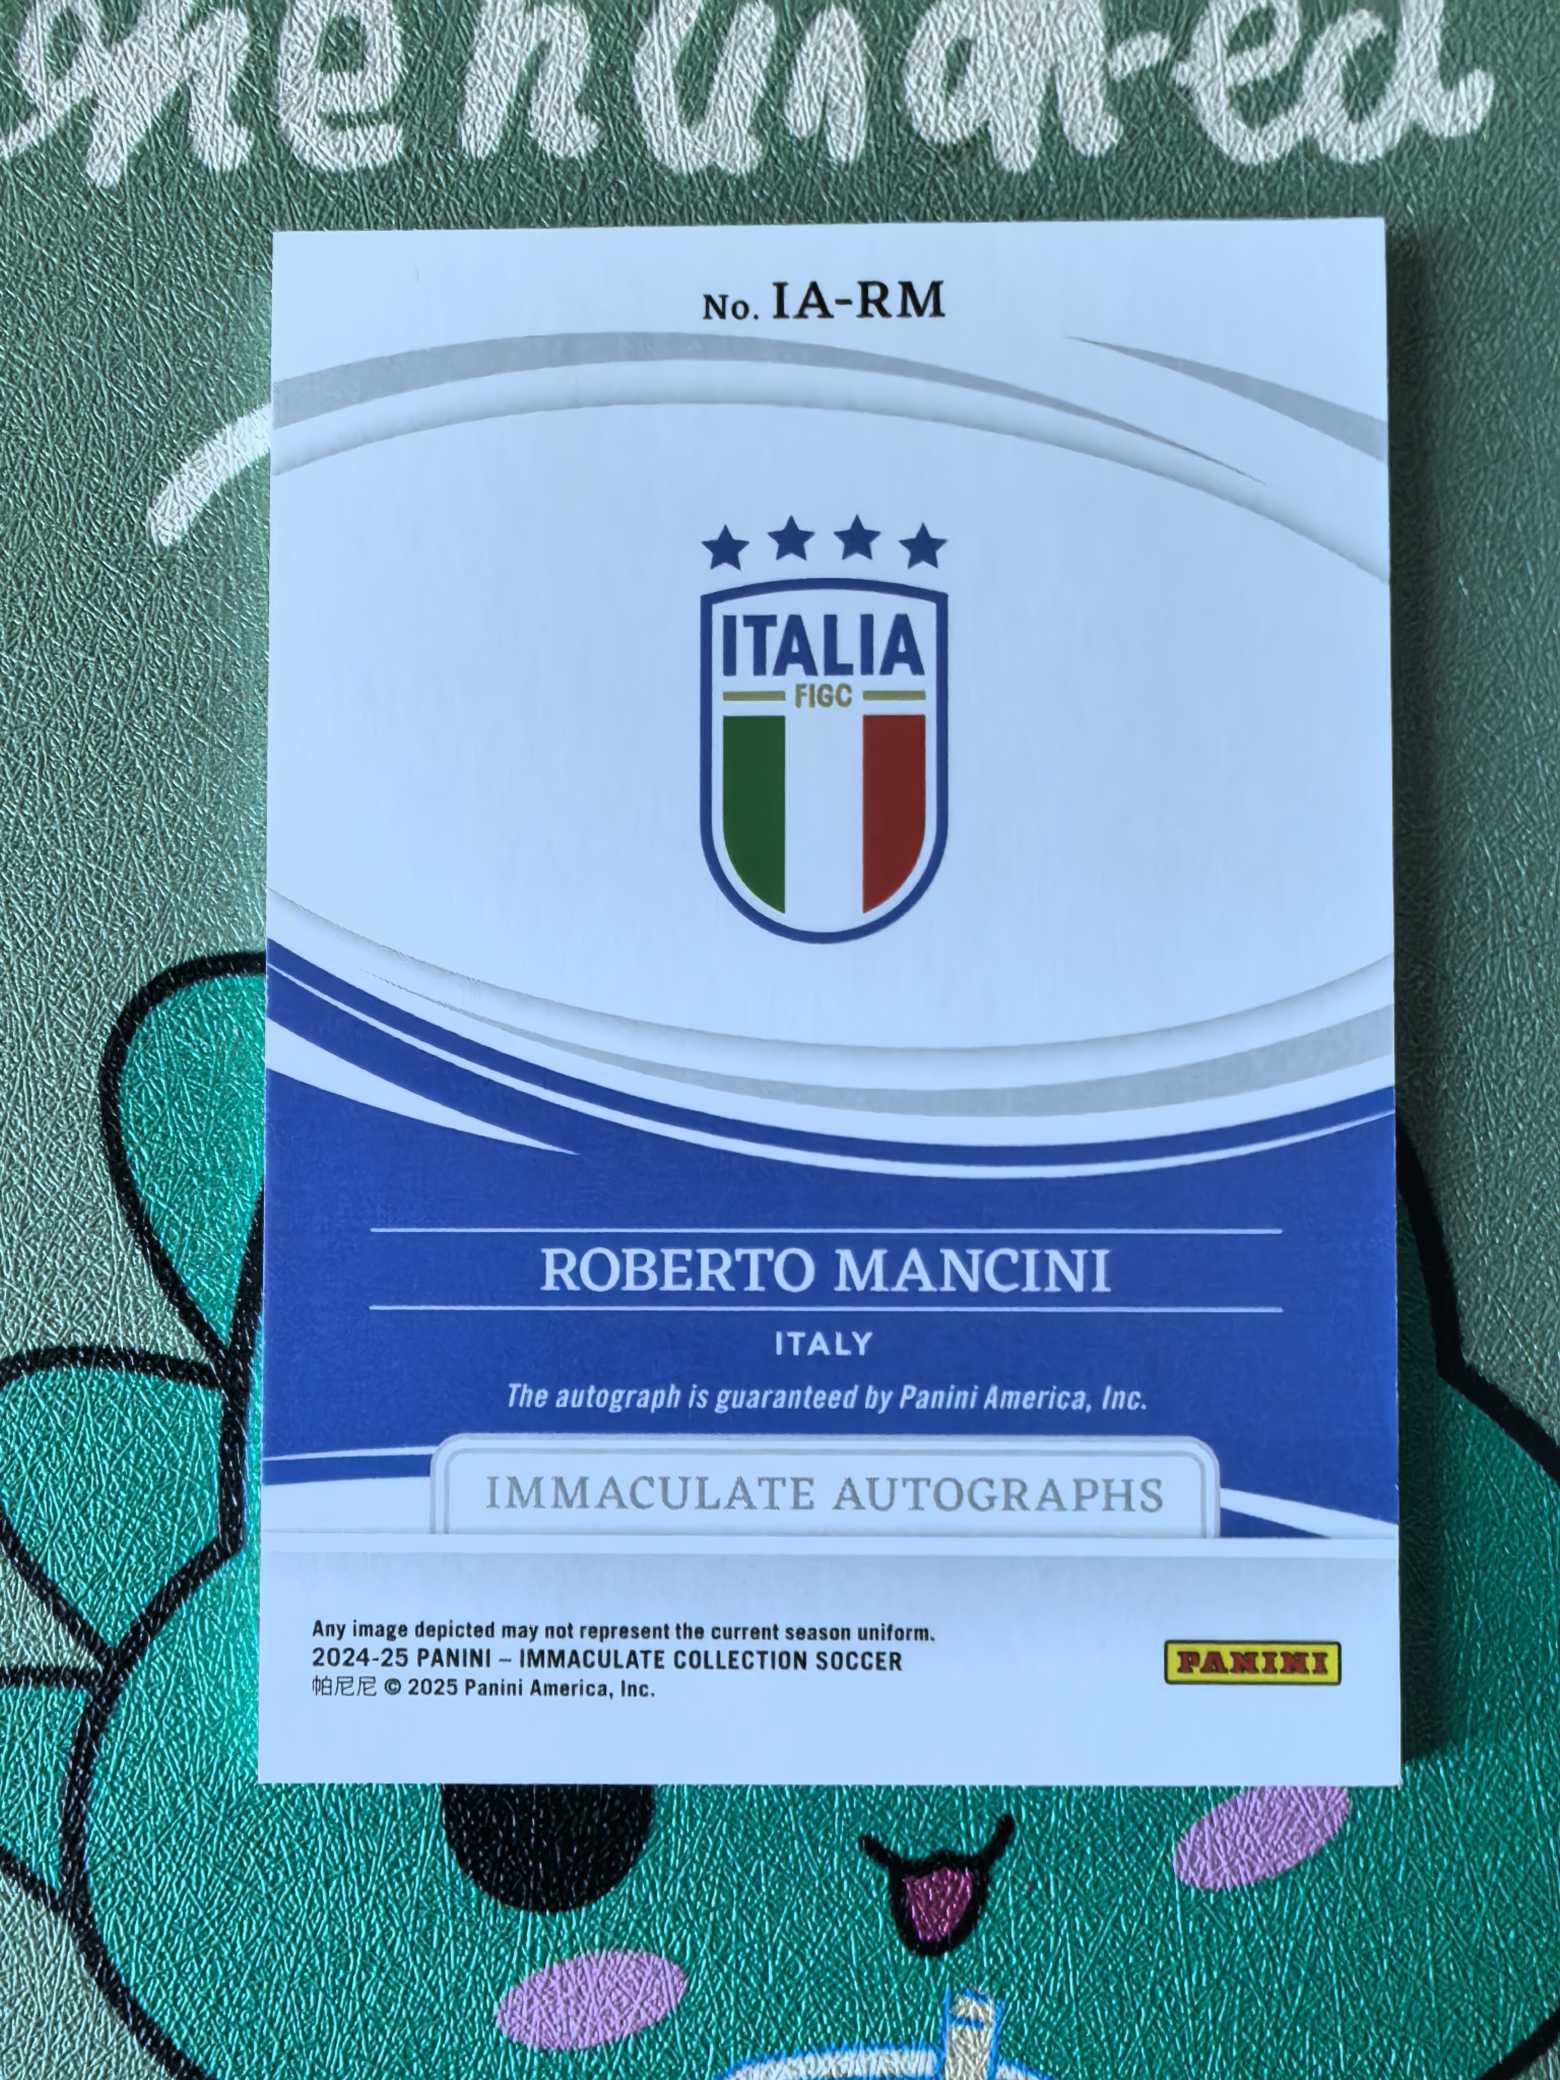 No. IA-RM
ITALIA
FIGC
ROBERTO MANCINI
ITALY
The autograph is guaranteed by Panini America, Inc.
IMMACULATE AUTOGRAPHS
Any image depicted may not represent the current season uniform.
2024-25 PANINI – IMMACULATE COLLECTION SOCCER
帕尼尼 © 2025 Panini America, Inc.
PANINI